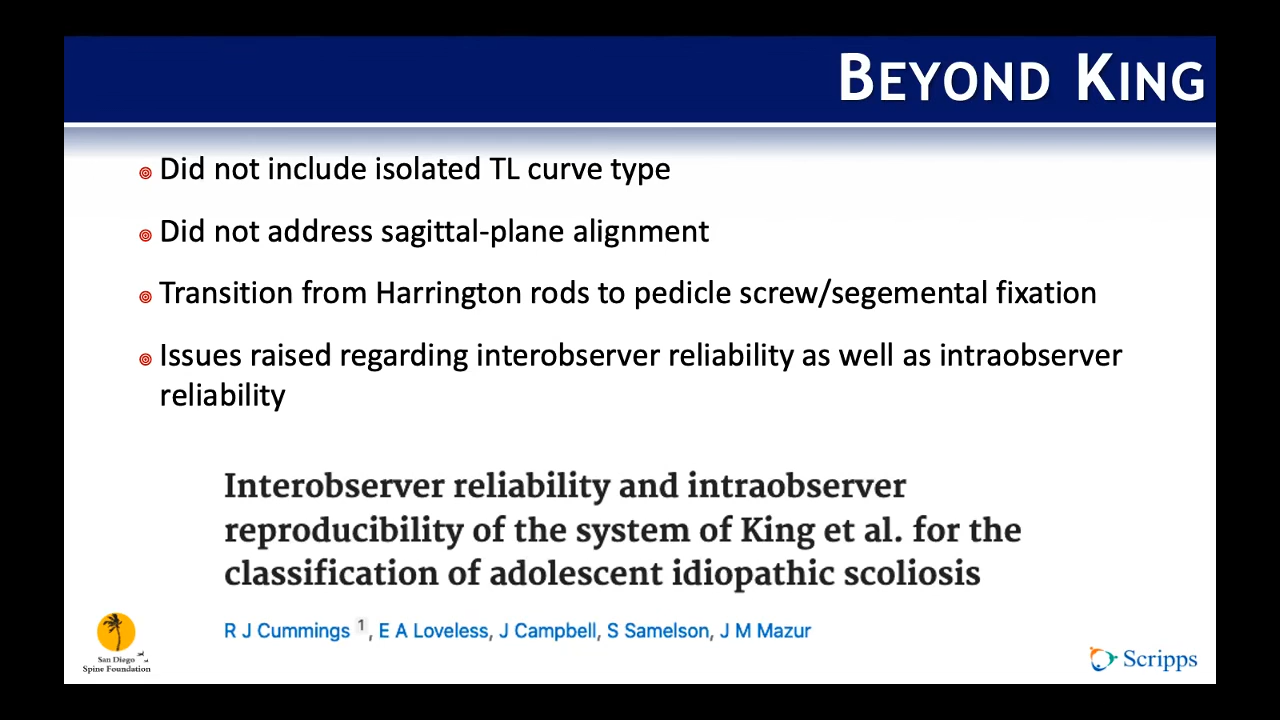 BEYOND KING
Did not include isolated TL curve type
Did not address sagittal-plane alignment
Transition from Harrington rods to pedicle screw/segemental fixation
Issues raised regarding interobserver reliability as well as intraobserver
reliability
Interobserver reliability and intraobserver
reproducibility of the system of King et al. for the
classification of adolescent idiopathic scoliosis
R J Cummings 1, E A Loveless, J Campbell, S Samelson, J M Mazur
San Diego
Spine Foundation
Scripps